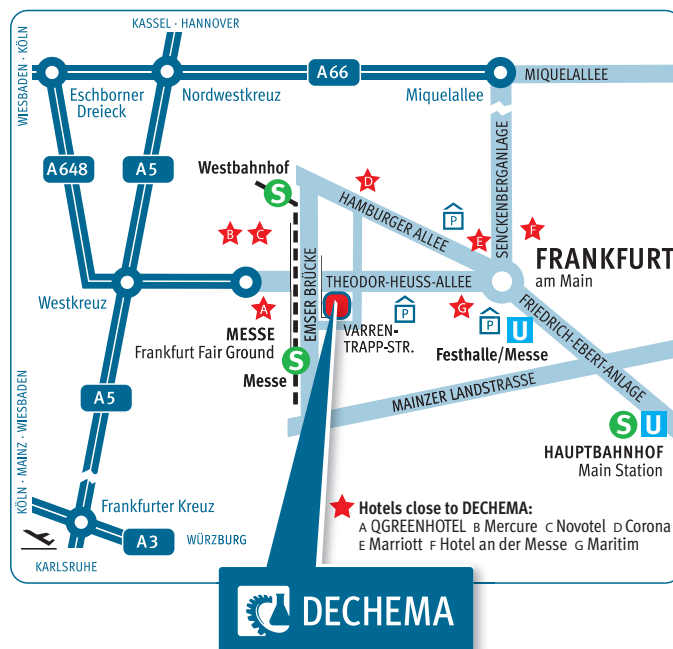 KASSEL · HANNOVER
WIESBADEN · KÖLN
A66
MIQUELALLEE
Eschborner
Dreieck
Nordwestkreuz
Miquelallee
A648
A5
Westbahnhof
S
D
P
SENCKENBERGANLAGE
HAMBURGER ALLEE
B
C
E
F
FRANKFURT
am Main
EMSER BRÜCKE
THEODOR-HEUSS-ALLEE
Westkreuz
A
P
G
P
U
FRIEDRICH-EBERT-ANLAGE
MESSE
Frankfurt Fair Ground
VARREN-
TRAPP-STR.
Festhalle/Messe
Messe
S
MAINZER LANDSTRASSE
KÖLN · MAINZ · WIESBADEN
A5
S
U
HAUPTBAHNHOF
Main Station
Frankfurter Kreuz
A3
WÜRZBURG
KARLSRUHE
Hotels close to DECHEMA:
A QGREENHOTEL B Mercure C Novotel D Corona
E Marriott F Hotel an der Messe G Maritim
DECHEMA